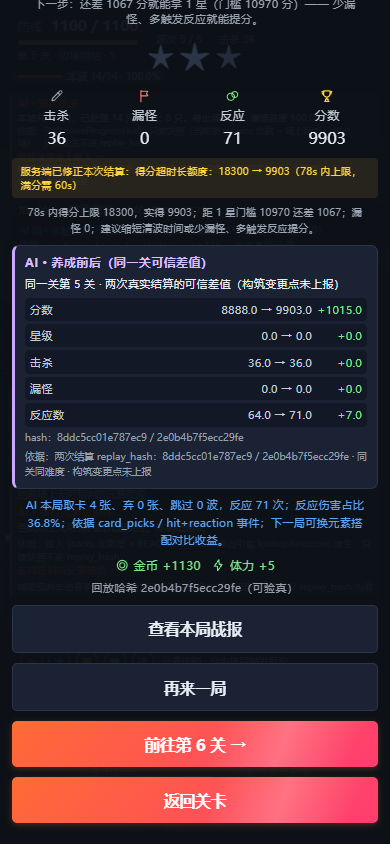 下一步：还差 1067 分就能拿 1 星（门槛 10970 分）—— 少漏
怪、多触发反应就能提分。
击杀 漏怪 反应 分数
36 0 71 9903
服务端已修正本次结算：得分超时长额度：18300 → 9903（78s 内上限，
满分需 60s）
78s 内得分上限 18300，实得 9903；距 1 星门槛 10970 还差 1067；漏
怪 0；建议缩短清波时间或少漏怪、多触发反应提分。
AI · 养成前后（同一关可信差值）
同一关第 5 关 · 两次真实结算的可信差值（构筑变更点未上报）
分数 8888.0 → 9903.0 +1015.0
星级 0.0 → 0.0 +0.0
击杀 36.0 → 36.0 +0.0
漏怪 0.0 → 0.0 +0.0
反应数 64.0 → 71.0 +7.0
hash：8ddc5cc01e787ec9 / 2e0b4b7f5ecc29fe
依据：两次结算 replay_hash：8ddc5cc01e787ec9 / 2e0b4b7f5ecc29fe · 同
关同难度 · 构筑变更点未上报
AI 本局取卡 4 张、弃 0 张、跳过 0 波，反应 71 次；反应伤害占比
36.8%；依据 card_picks / hit+reaction 事件；下一局可换元素搭
配对比收益。
金币 +1130 体力 +5
回放哈希 2e0b4b7f5ecc29fe（可验真）
查看本局战报
再来一局
前往第 6 关 →
返回关卡